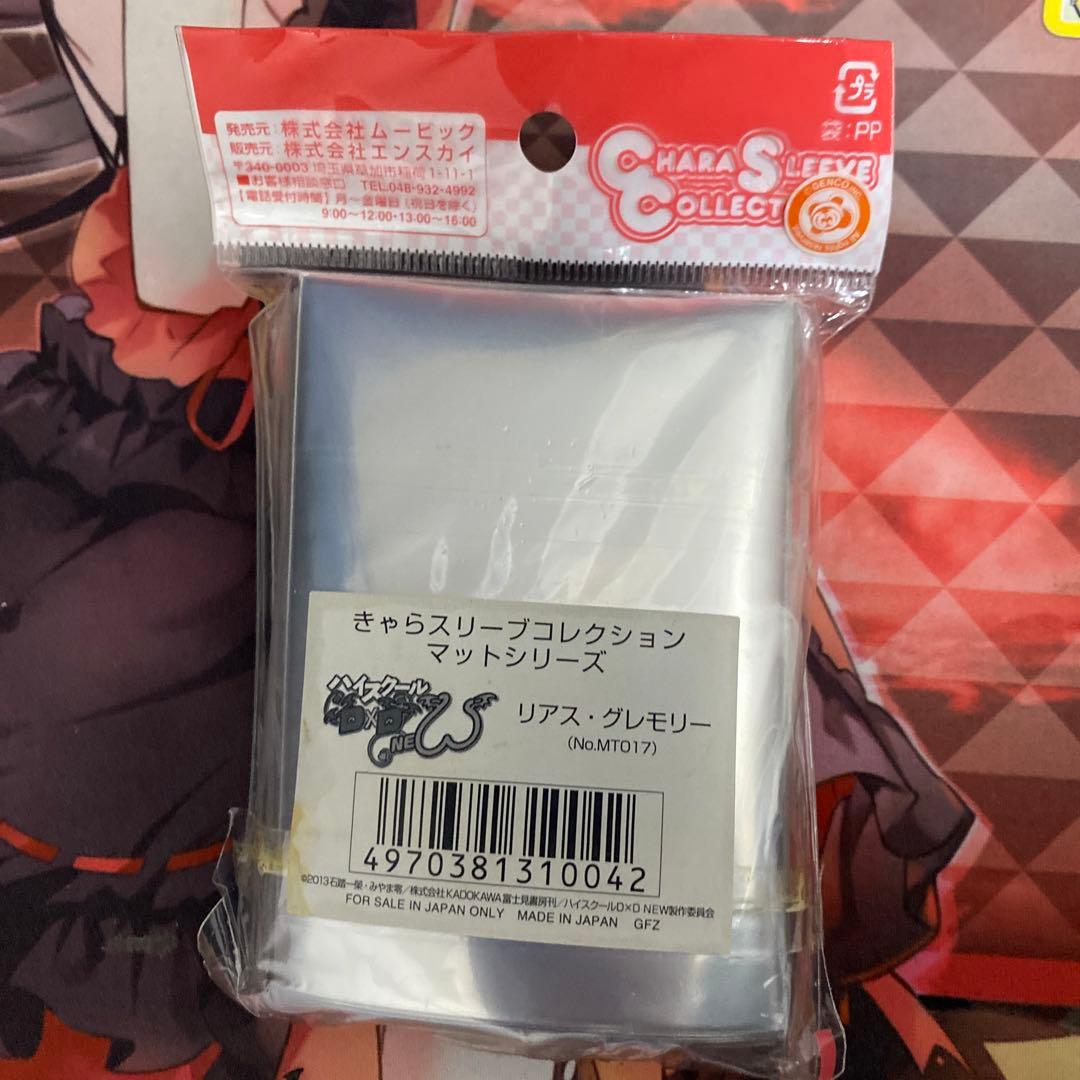 発売元：株式会社ムービック
販売元：株式会社エンスカイ
〒340-0003 埼玉県草加市稲荷1-11-1
■お客様相談窓口 TEL.048-932-4992
【電話受付時間】月～金曜日（祝日を除く）
9:00～12:00・13:00～16:00
プラ
袋：PP
CHARA SLEEVE
COLLECT
©GENCO,INC.
All rights reserved
きゃらスリーブコレクション
マットシリーズ
ハイスクール
D×D
NEW
リアス・グレモリー
（No.MT017）
4970381310042
©2013石踏一榮・みやま零／株式会社KADOKAWA 富士見書房刊／ハイスクールD×D NEW製作委員会
FOR SALE IN JAPAN ONLY MADE IN JAPAN GFZ